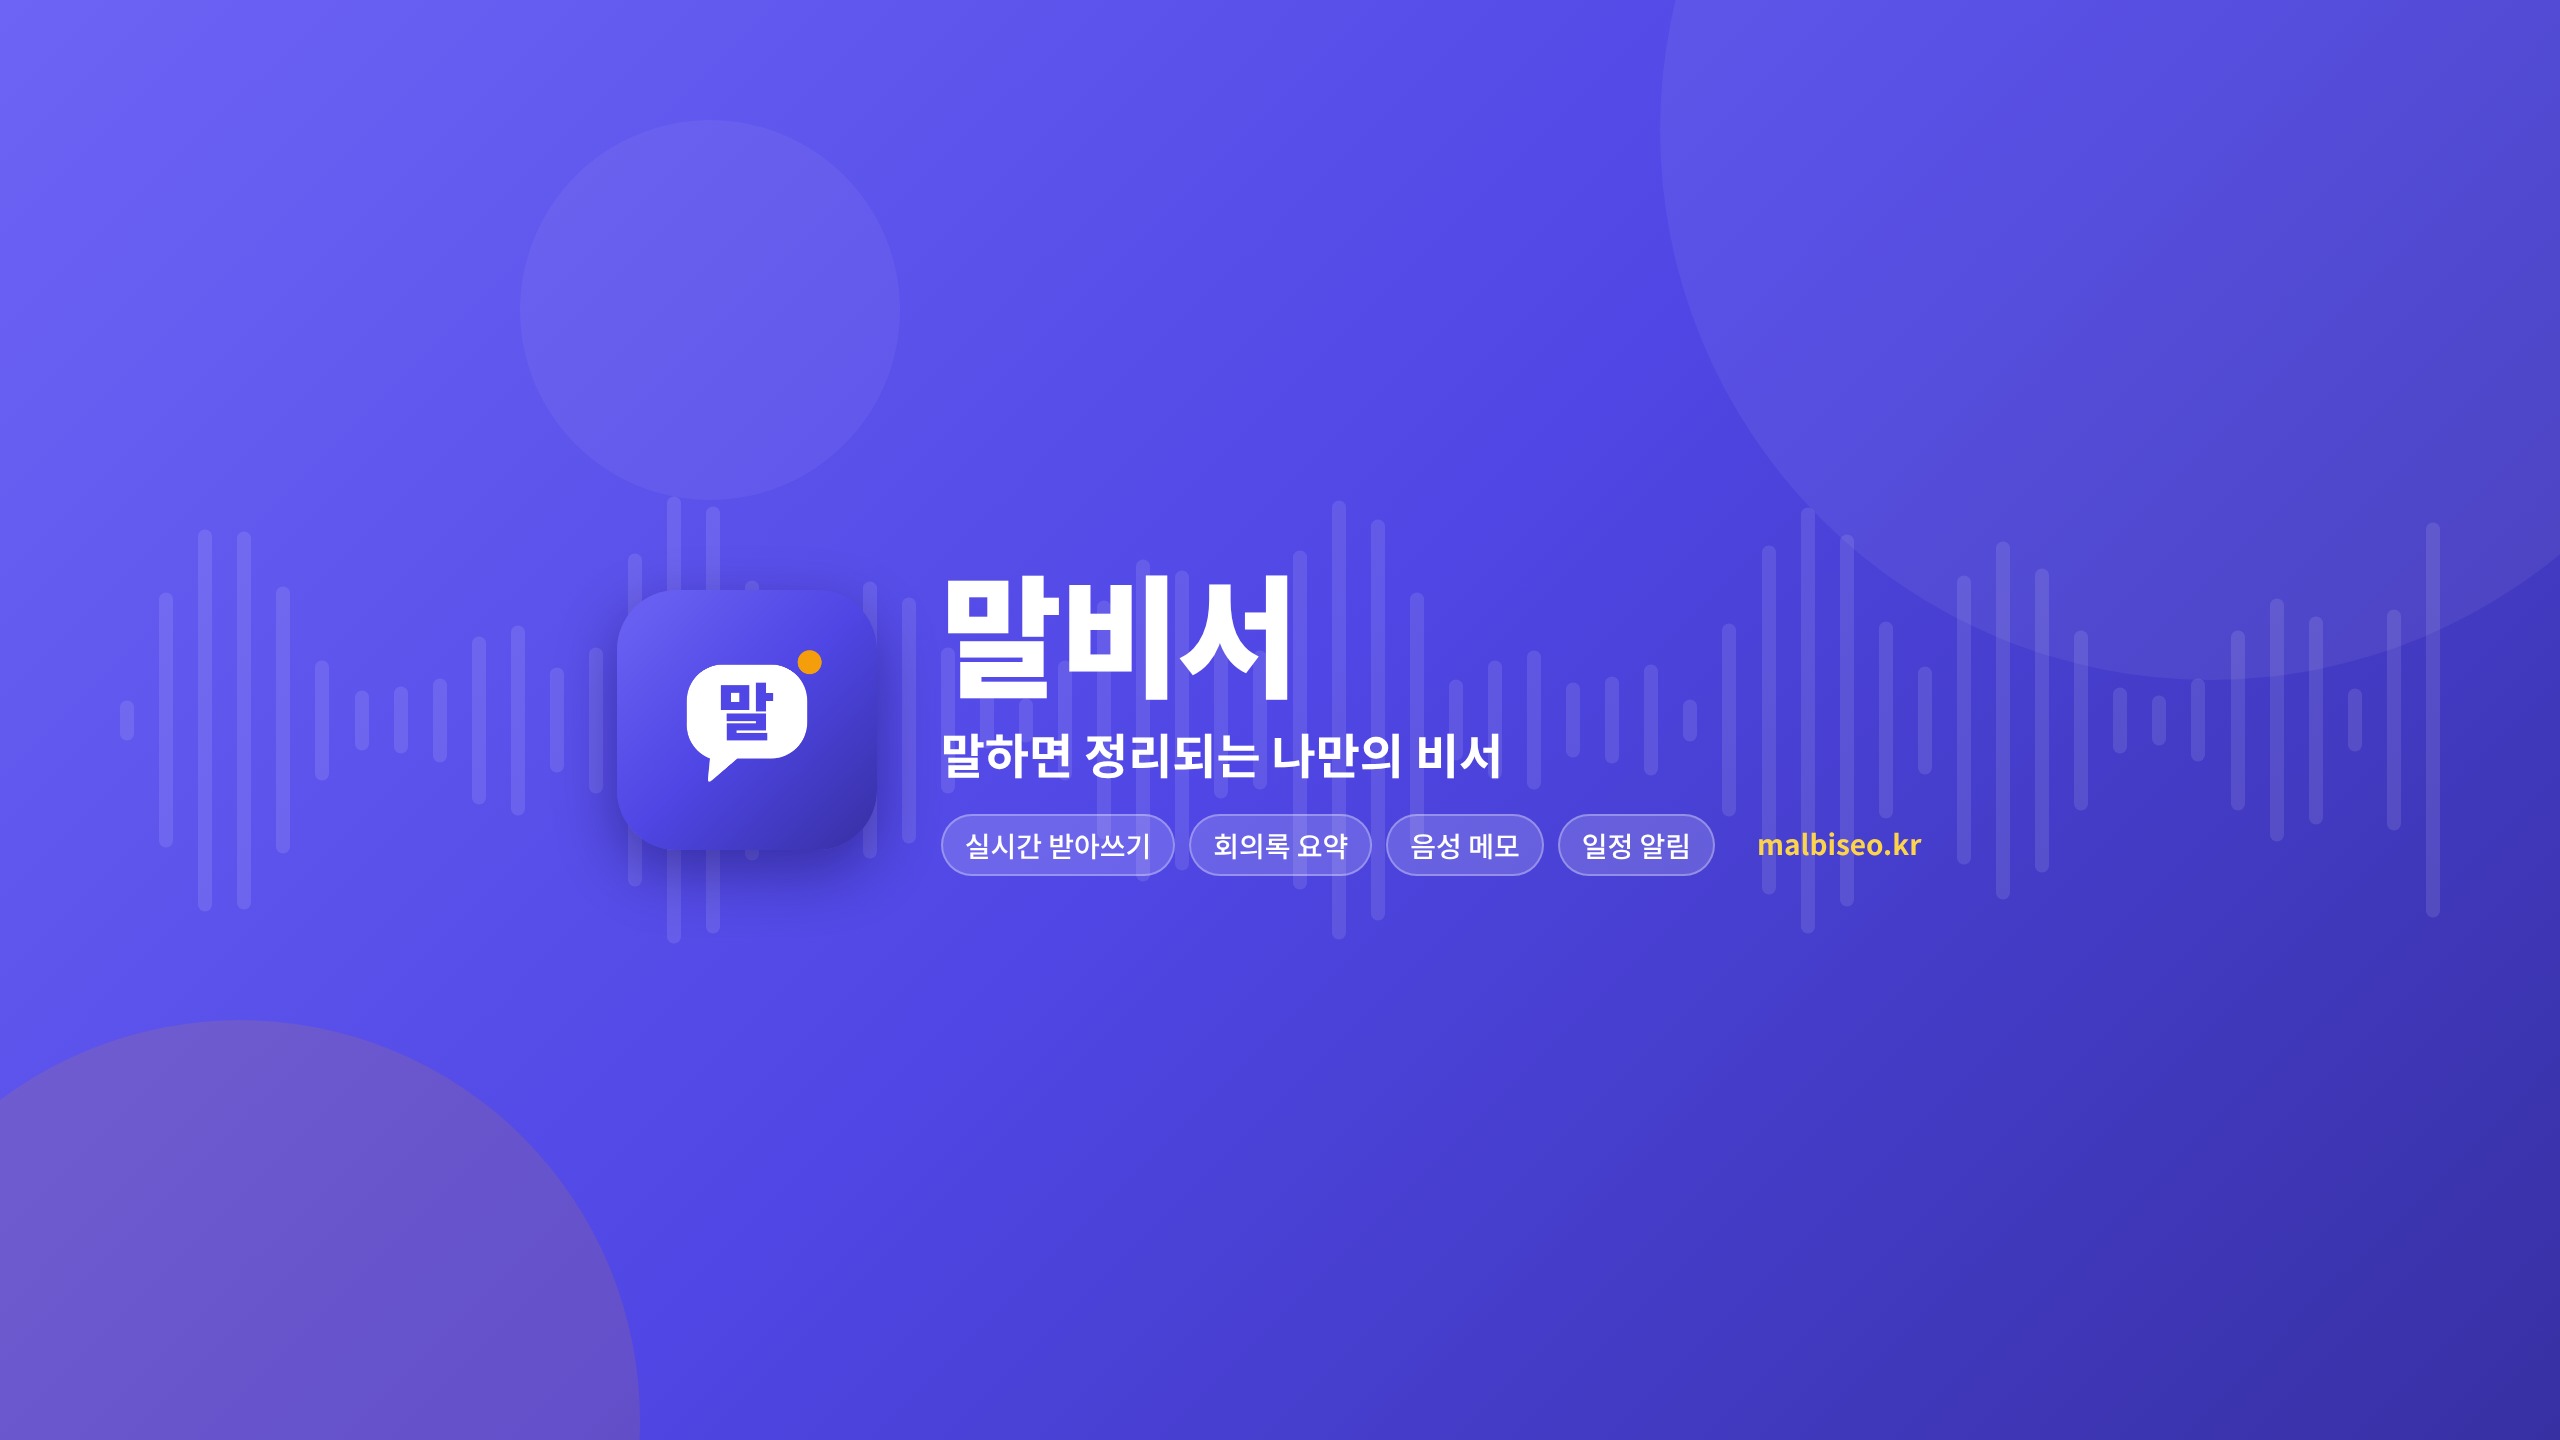 말
말비서
말하면 정리되는 나만의 비서
실시간 받아쓰기 회의록 요약 음성 메모 일정 알림 malbiseo.kr